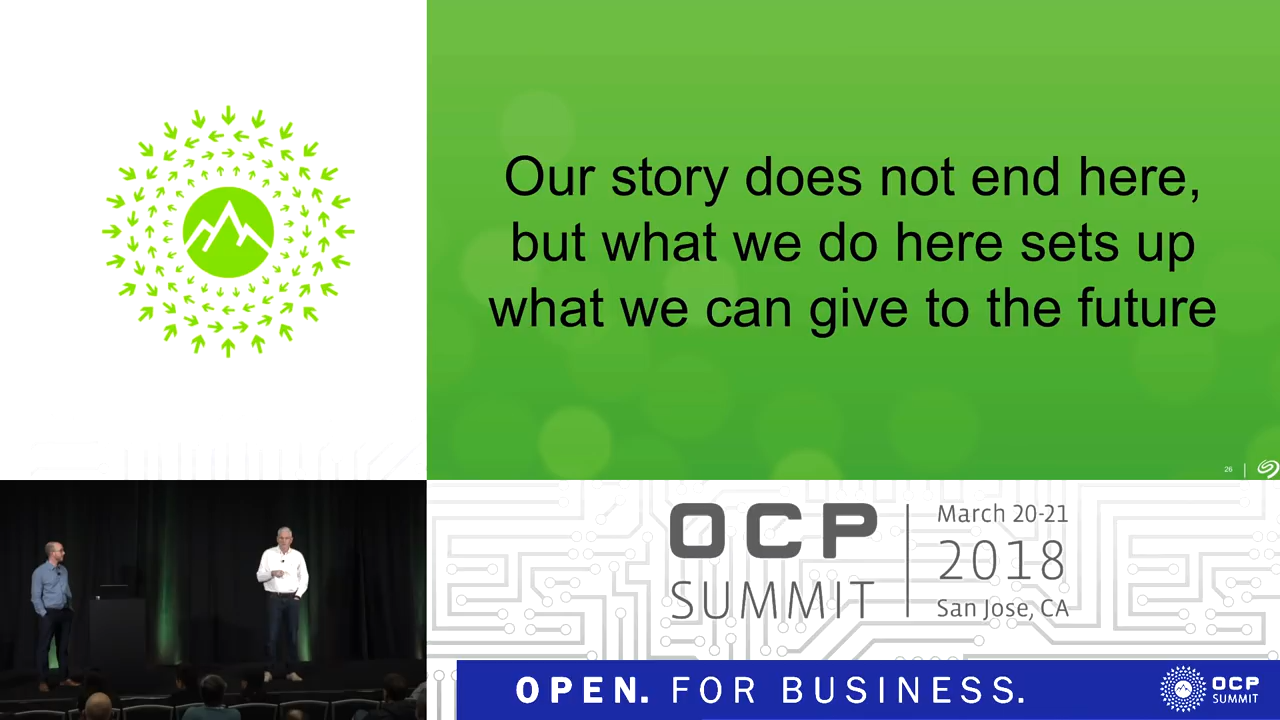 Our story does not end here,
but what we do here sets up
what we can give to the future
26
OCP
SUMMIT
March 20-21
2018
San Jose, CA
OPEN. FOR BUSINESS.
OCP
SUMMIT